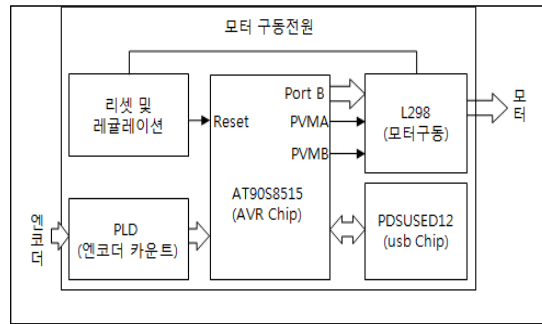 모터 구동전원
리셋 및
레귤레이션
Reset
Port B
PVMA
PVMB
AT90S8515
(AVR Chip)
L298
(모터구동)
모터
엔코더
PLD
(엔코더 카운트)
PDSUSED12
(usb Chip)